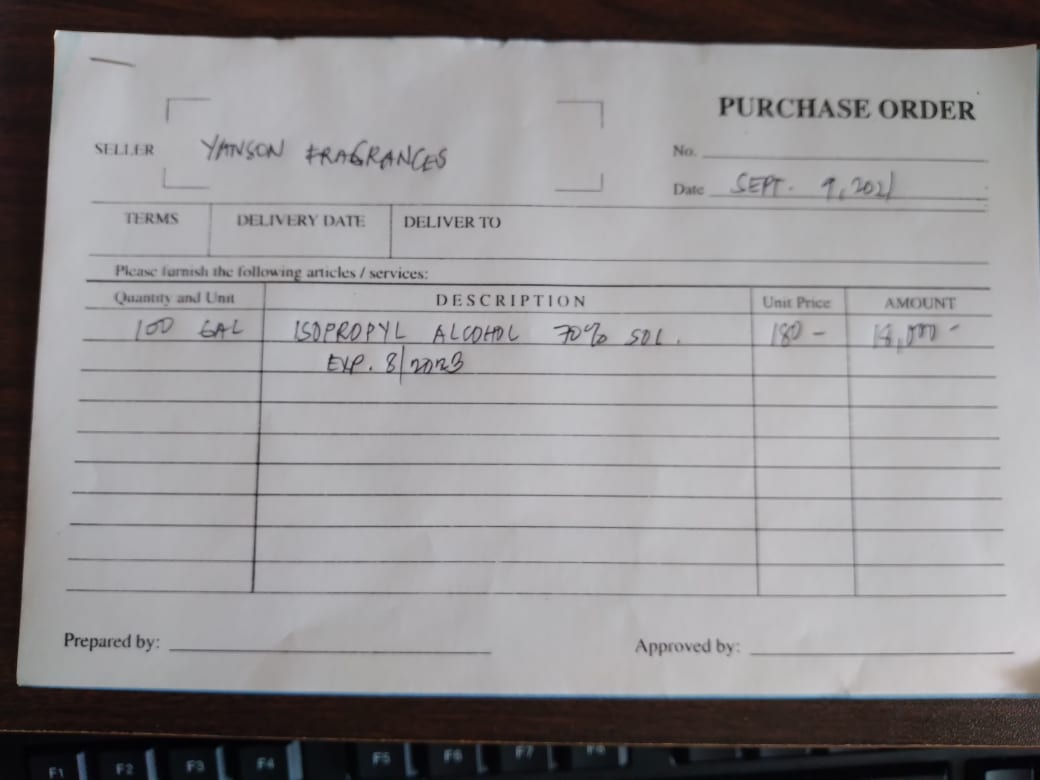 PURCHASE ORDER
SELLER YANSON FRAGRANCES
No.
Date SEPT. 9, 2021
TERMS DELIVERY DATE DELIVER TO
Please furnish the following articles / services:
Quantity and Unit DESCRIPTION Unit Price AMOUNT
100 GAL ISOPROPYL ALCOHOL 70% SOL. 180 - 18,000 -
EXP. 8/2023
Prepared by: Approved by:
F1 F2 F3 F4 F5 F6 F7 F8